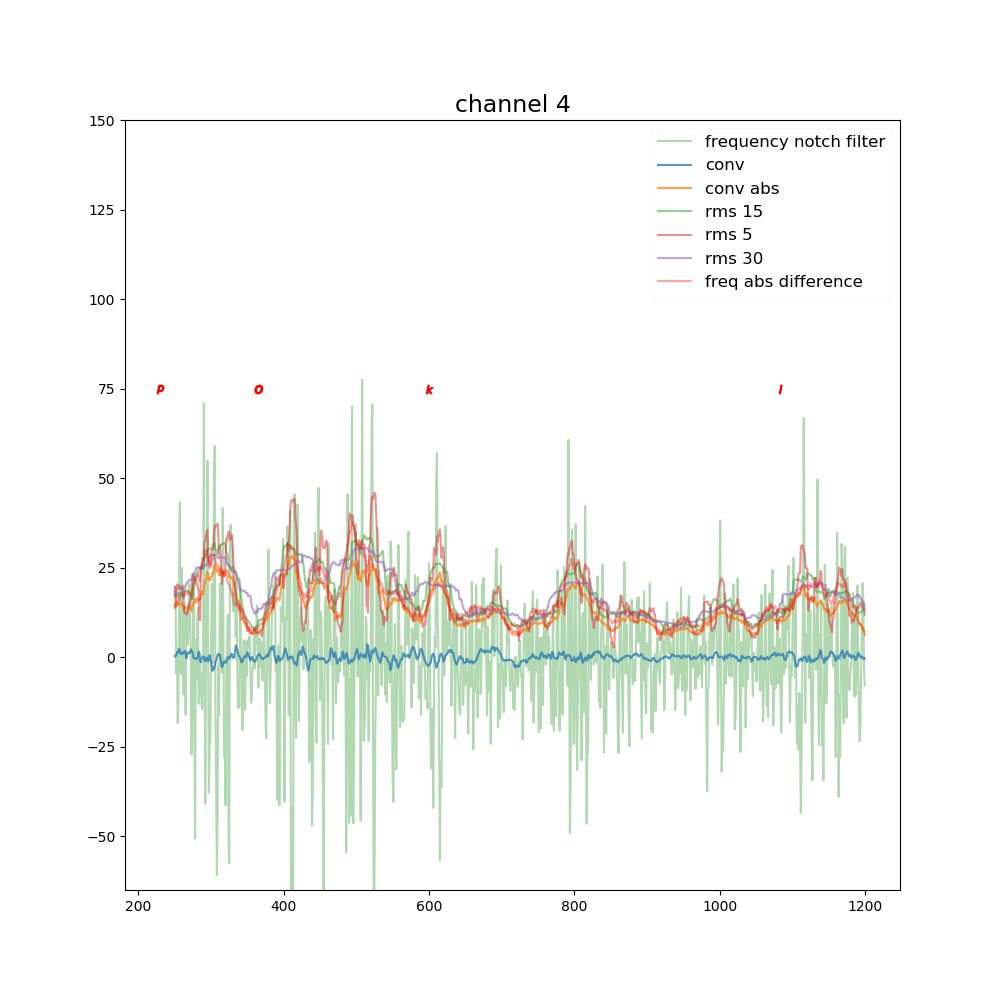 channel 4
150
125
100
75
50
25
0
−25
−50
frequency notch filter
conv
conv abs
rms 15
rms 5
rms 30
freq abs difference
p o k l
200 400 600 800 1000 1200